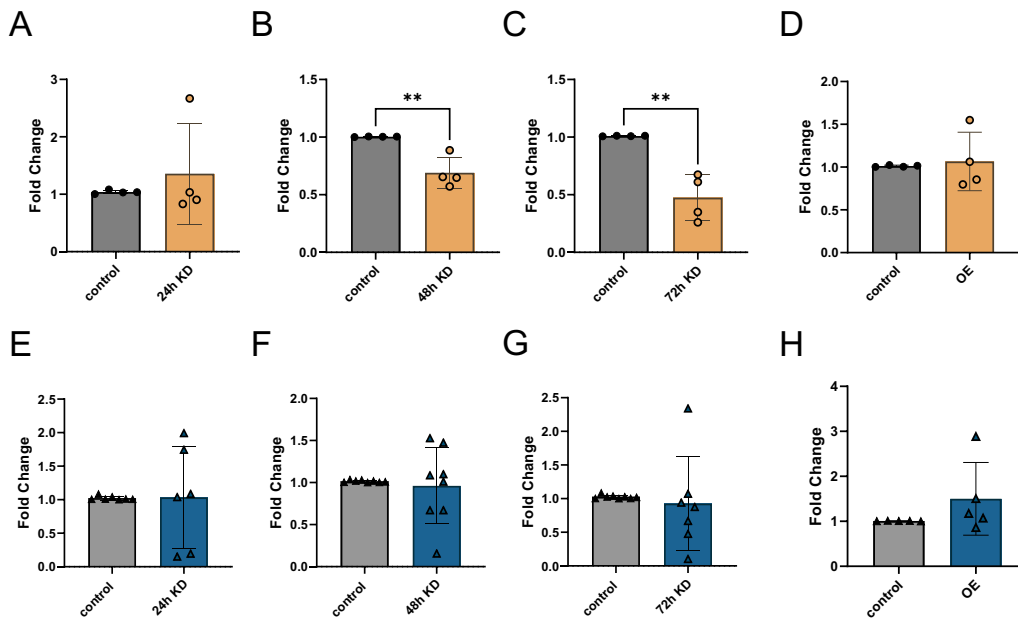 A
Fold Change
3
2
1
0
control
24h KD
B
Fold Change
1.5
1.0
0.5
0.0
**
control
48h KD
C
Fold Change
1.5
1.0
0.5
0.0
**
control
72h KD
D
Fold Change
2.0
1.5
1.0
0.5
0.0
control
OE
E
Fold Change
2.5
2.0
1.5
1.0
0.5
0.0
control
24h KD
F
Fold Change
2.0
1.5
1.0
0.5
0.0
control
48h KD
G
Fold Change
2.5
2.0
1.5
1.0
0.5
0.0
control
72h KD
H
Fold Change
4
3
2
1
0
control
OE